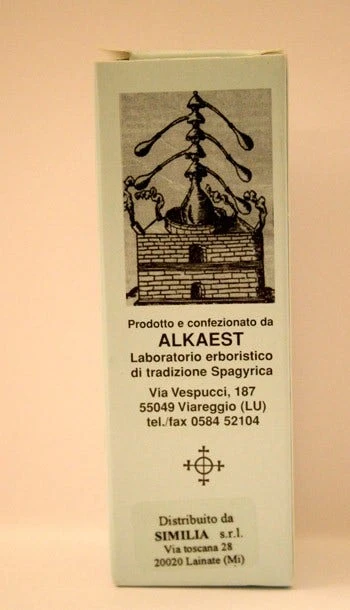 Prodotto e confezionato da
ALKAEST
Laboratorio erboristico
di tradizione Spagyrica
Via Vespucci, 187
55049 Viareggio (LU)
tel./fax 0584 52104
Distribuito da
SIMILIA s.r.l.
Via toscana 28
20020 Lainate (Mi)